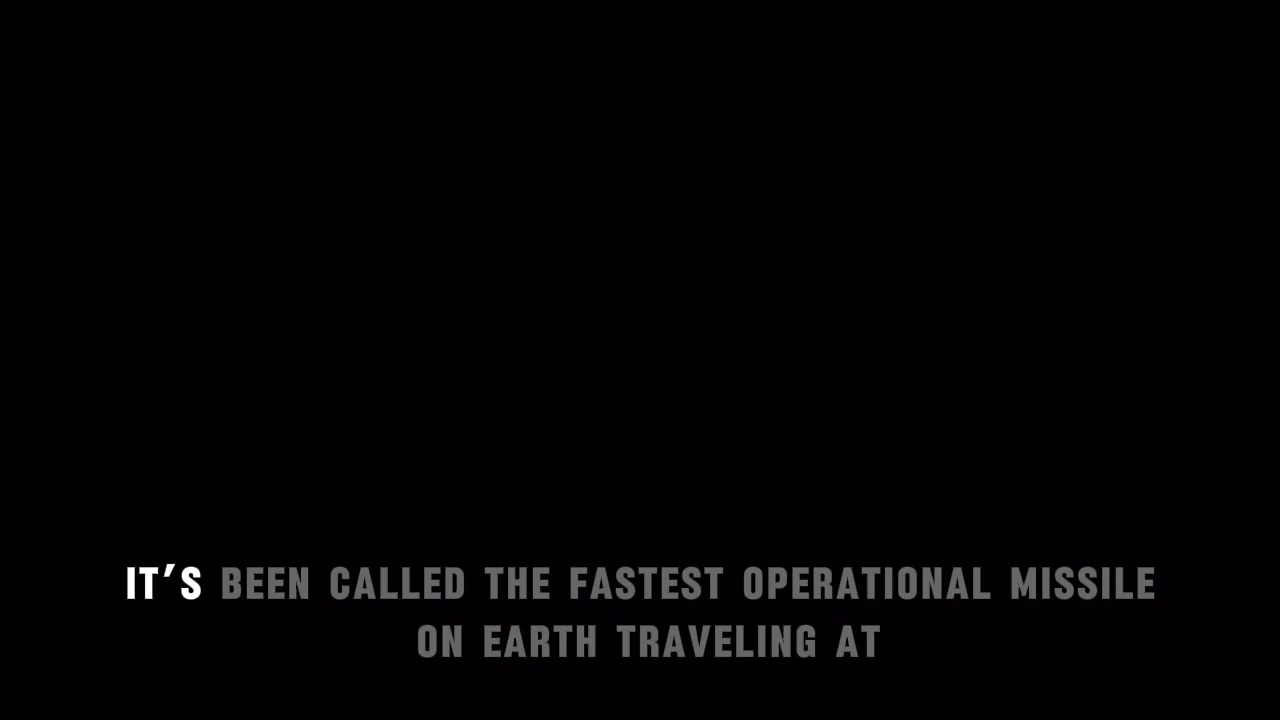 IT'S BEEN CALLED THE FASTEST OPERATIONAL MISSILE
ON EARTH TRAVELING AT